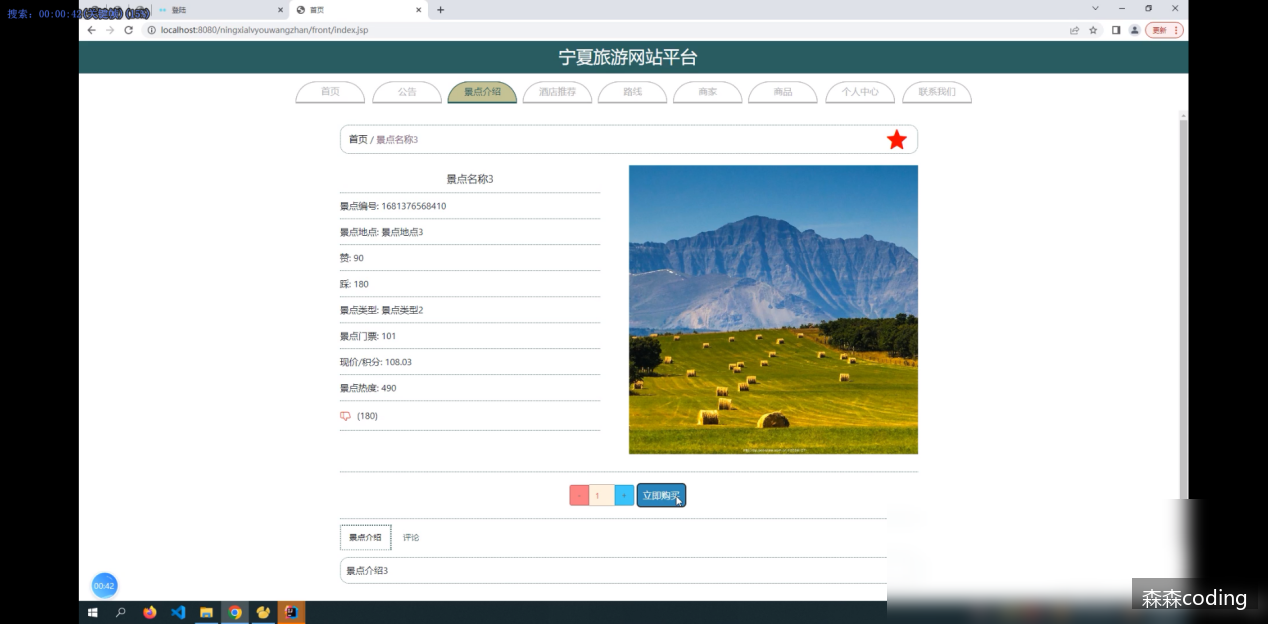 搜索: 00:00:42
(15%)
登陆
首页
localhost:8080/ningxialvyouwangzhan/front/index.jsp
更新
宁夏旅游网站平台
首页
公告
景点介绍
酒店推荐
路线
商家
商品
个人中心
联系我们
首页 / 景点名称3
景点名称3
景点编号: 1681376568410
景点地点: 景点地点3
赞: 90
踩: 180
景点类型: 景点类型2
景点门票: 101
现价/积分: 108.03
景点热度: 490
(180)
- 1 + 立即购买
景点介绍
评论
景点介绍3
00:42
森森coding